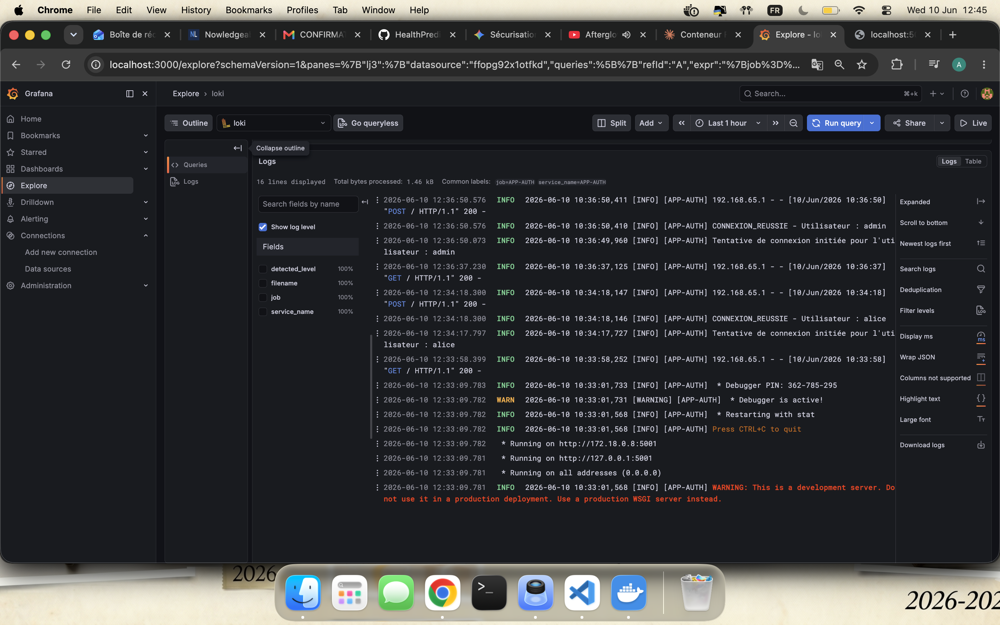 Chrome File Edit View History Bookmarks Profiles Tab Window Help FR Wed 10 Jun 12:45
Boîte de réc NL Nowledgeal CONFIRMA HealthPredi Sécurisation Afterglo Conteneur Explore - lo localhost:50
localhost:3000/explore?schemaVersion=1&panes=%7B"lj3":%7B"datasource":"ffopg92x1otfkd","queries":%5B%7B"refId":"A","expr":"%7Bjob%3D%... A
Grafana
Explore › loki
Search... ⌘+k
Home
Bookmarks
Starred
Dashboards
Explore
Drilldown
Alerting
Connections
Add new connection
Data sources
Administration
Outline loki Go queryless Split Add Last 1 hour Run query Share Live
Collapse outline
Queries
Logs
Logs
Logs Table
16 lines displayed Total bytes processed: 1.46 kB Common labels: job=APP-AUTH service_name=APP-AUTH
Search fields by name
Show log level
Fields
detected_level 100%
filename 100%
job 100%
service_name 100%
2026-06-10 12:36:50.576 INFO 2026-06-10 10:36:50,411 [INFO] [APP-AUTH] 192.168.65.1 - - [10/Jun/2026 10:36:50]
"POST / HTTP/1.1" 200 -
2026-06-10 12:36:50.576 INFO 2026-06-10 10:36:50,410 [INFO] [APP-AUTH] CONNEXION_REUSSIE - Utilisateur : admin
2026-06-10 12:36:50.073 INFO 2026-06-10 10:36:49,960 [INFO] [APP-AUTH] Tentative de connexion initiée pour l'uti
lisateur : admin
2026-06-10 12:36:37.230 INFO 2026-06-10 10:36:37,125 [INFO] [APP-AUTH] 192.168.65.1 - - [10/Jun/2026 10:36:37]
"GET / HTTP/1.1" 200 -
2026-06-10 12:34:18.300 INFO 2026-06-10 10:34:18,147 [INFO] [APP-AUTH] 192.168.65.1 - - [10/Jun/2026 10:34:18]
"POST / HTTP/1.1" 200 -
2026-06-10 12:34:18.300 INFO 2026-06-10 10:34:18,146 [INFO] [APP-AUTH] CONNEXION_REUSSIE - Utilisateur : alice
2026-06-10 12:34:17.797 INFO 2026-06-10 10:34:17,727 [INFO] [APP-AUTH] Tentative de connexion initiée pour l'uti
lisateur : alice
2026-06-10 12:33:58.399 INFO 2026-06-10 10:33:58,252 [INFO] [APP-AUTH] 192.168.65.1 - - [10/Jun/2026 10:33:58]
"GET / HTTP/1.1" 200 -
2026-06-10 12:33:09.783 INFO 2026-06-10 10:33:01,733 [INFO] [APP-AUTH] * Debugger PIN: 362-785-295
2026-06-10 12:33:09.782 WARN 2026-06-10 10:33:01,731 [WARNING] [APP-AUTH] * Debugger is active!
2026-06-10 12:33:09.782 INFO 2026-06-10 10:33:01,568 [INFO] [APP-AUTH] * Restarting with stat
2026-06-10 12:33:09.782 INFO 2026-06-10 10:33:01,568 [INFO] [APP-AUTH] Press CTRL+C to quit
2026-06-10 12:33:09.782 * Running on http://172.18.0.8:5001
2026-06-10 12:33:09.781 * Running on http://127.0.0.1:5001
2026-06-10 12:33:09.781 * Running on all addresses (0.0.0.0)
2026-06-10 12:33:09.781 INFO 2026-06-10 10:33:01,568 [INFO] [APP-AUTH] WARNING: This is a development server. Do
not use it in a production deployment. Use a production WSGI server instead.
Expanded
Scroll to bottom
Newest logs first
Search logs
Deduplication
Filter levels
Display ms
Wrap JSON
Columns not supported
Highlight text
Large font
Download logs
2026
2026-202